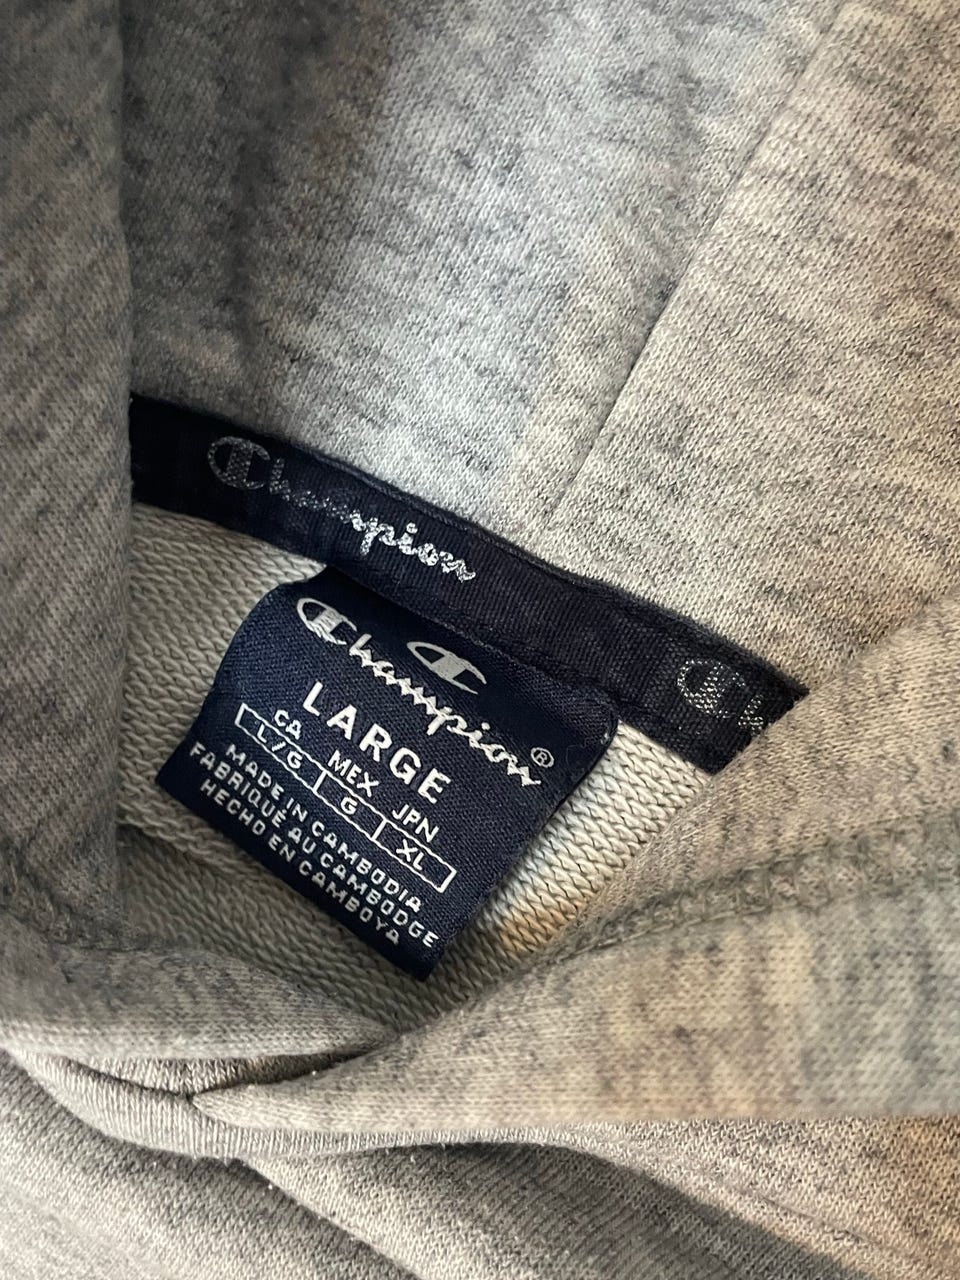 Champion
Champion®
LARGE
CA MEX JPN
L/G G XL
MADE IN CAMBODIA
FABRIQUÉ AU CAMBODGE
HECHO EN CAMBOYA